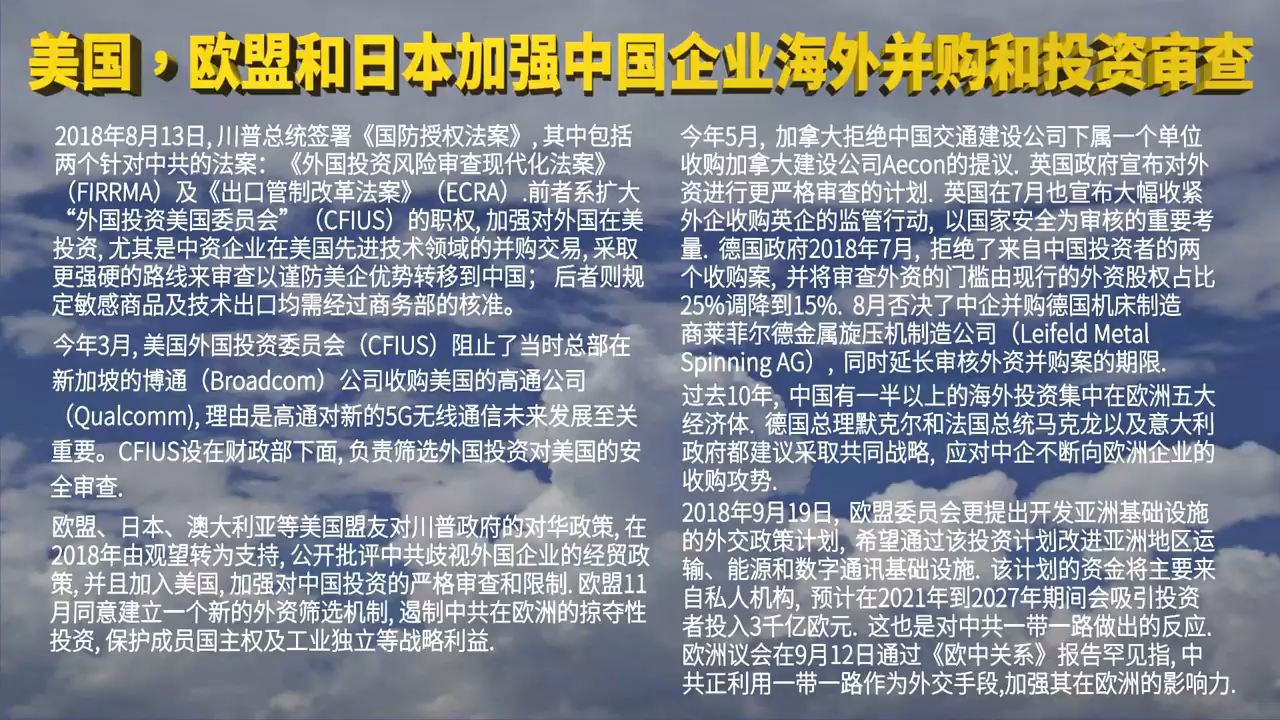 美国，欧盟和日本加强中国企业海外并购和投资审查
2018年8月13日, 川普总统签署《国防授权法案》, 其中包括
两个针对中共的法案：《外国投资风险审查现代化法案》
（FIRRMA）及《出口管制改革法案》（ECRA）.前者系扩大
“外国投资美国委员会”（CFIUS）的职权, 加强对外国在美
投资, 尤其是中资企业在美国先进技术领域的并购交易, 采取
更强硬的路线来审查以谨防美企优势转移到中国； 后者则规
定敏感商品及技术出口均需经过商务部的核准。
今年3月, 美国外国投资委员会（CFIUS）阻止了当时总部在
新加坡的博通（Broadcom）公司收购美国的高通公司
（Qualcomm), 理由是高通对新的5G无线通信未来发展至关
重要。CFIUS设在财政部下面, 负责筛选外国投资对美国的安
全审查.
欧盟、日本、澳大利亚等美国盟友对川普政府的对华政策, 在
2018年由观望转为支持, 公开批评中共歧视外国企业的经贸政
策, 并且加入美国, 加强对中国投资的严格审查和限制. 欧盟11
月同意建立一个新的外资筛选机制, 遏制中共在欧洲的掠夺性
投资, 保护成员国主权及工业独立等战略利益.
今年5月, 加拿大拒绝中国交通建设公司下属一个单位
收购加拿大建设公司Aecon的提议. 英国政府宣布对外
资进行更严格审查的计划. 英国在7月也宣布大幅收紧
外企收购英企的监管行动, 以国家安全为审核的重要考
量. 德国政府2018年7月, 拒绝了来自中国投资者的两
个收购案, 并将审查外资的门槛由现行的外资股权占比
25%调降到15%. 8月否决了中企并购德国机床制造
商莱菲尔德金属旋压机制造公司（Leifeld Metal
Spinning AG）, 同时延长审核外资并购案的期限.
过去10年, 中国有一半以上的海外投资集中在欧洲五大
经济体. 德国总理默克尔和法国总统马克龙以及意大利
政府都建议采取共同战略, 应对中企不断向欧洲企业的
收购攻势.
2018年9月19日, 欧盟委员会更提出开发亚洲基础设施
的外交政策计划, 希望通过该投资计划改进亚洲地区运
输、能源和数字通讯基础设施. 该计划的资金将主要来
自私人机构, 预计在2021年到2027年期间会吸引投资
者投入3千亿欧元. 这也是对中共一带一路做出的反应.
欧洲议会在9月12日通过《欧中关系》报告罕见指, 中
共正利用一带一路作为外交手段,加强其在欧洲的影响力.